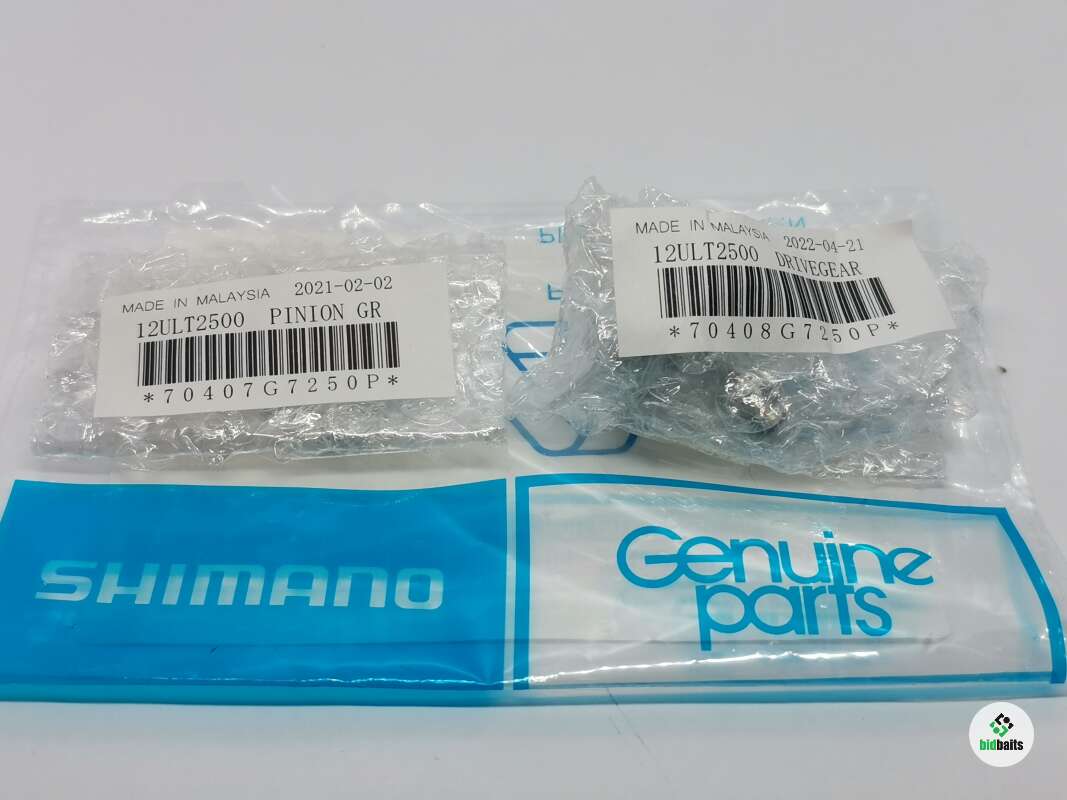 MADE IN MALAYSIA 2021-02-02
12ULT2500 PINION GR
*70407G7250P*
MADE IN MALAYSIA 2022-04-21
12ULT2500 DRIVEGEAR
*70408G7250P*
SHIMANO
Genuine
parts
bidbaits